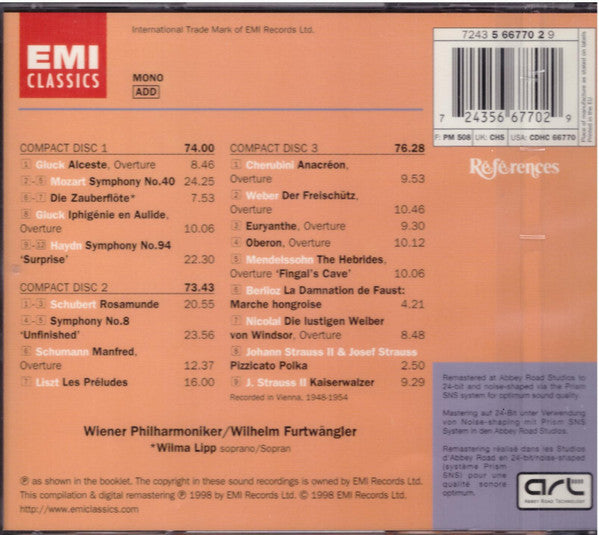 International Trade Mark of EMI Records Ltd.
EMI
CLASSICS
MONO
ADD
7243 5 66770 2 9
7 24356 67702 9
Place of manufacture as stated on labels
Printed in the EU
F: PM 508 UK: CHS USA: CDHC 66770
Références
COMPACT DISC 1 74.00
1 Gluck Alceste, Overture 8.46
2-5 Mozart Symphony No.40 24.25
6-7 Die Zauberflöte* 7.53
8 Gluck Iphigénie en Aulide,
Overture 10.06
9-12 Haydn Symphony No.94
‘Surprise’ 22.30
COMPACT DISC 2 73.43
1-3 Schubert Rosamunde 20.55
4-5 Symphony No.8
‘Unfinished’ 23.56
6 Schumann Manfred,
Overture 12.37
7 Liszt Les Préludes 16.00
COMPACT DISC 3 76.28
1 Cherubini Anacréon,
Overture 9.53
2 Weber Der Freischütz,
Overture 10.46
3 Euryanthe, Overture 9.30
4 Oberon, Overture 10.12
5 Mendelssohn The Hebrides,
Overture ‘Fingal's Cave’ 10.06
6 Berlioz La Damnation de Faust:
Marche hongroise 4.21
7 Nicolai Die lustigen Weiber
von Windsor, Overture 8.48
8 Johann Strauss II & Josef Strauss
Pizzicato Polka 2.50
9 J. Strauss II Kaiserwalzer 9.29
Recorded in Vienna, 1948-1954
Wiener Philharmoniker/Wilhelm Furtwängler
*Wilma Lipp soprano/Sopran
Remastered at Abbey Road Studios to
24-bit and noise-shaped via the Prism
SNS system for optimum sound quality.
Mastering auf 24-Bit unter Verwendung
von Noise-shaping mit Prism SNS
System in den Abbey Road Studios.
Remastering réalisé dans les Studios
d'Abbey Road en 24-bit/noise-shaped
(système Prism
SNS) pour une
qualité sonore
optimum.
art
ABBEY ROAD TECHNOLOGY
℗ as shown in the booklet. The copyright in these sound recordings is owned by EMI Records Ltd.
This compilation & digital remastering ℗ 1998 by EMI Records Ltd. © 1998 EMI Records Ltd.
http://www.emiclassics.com